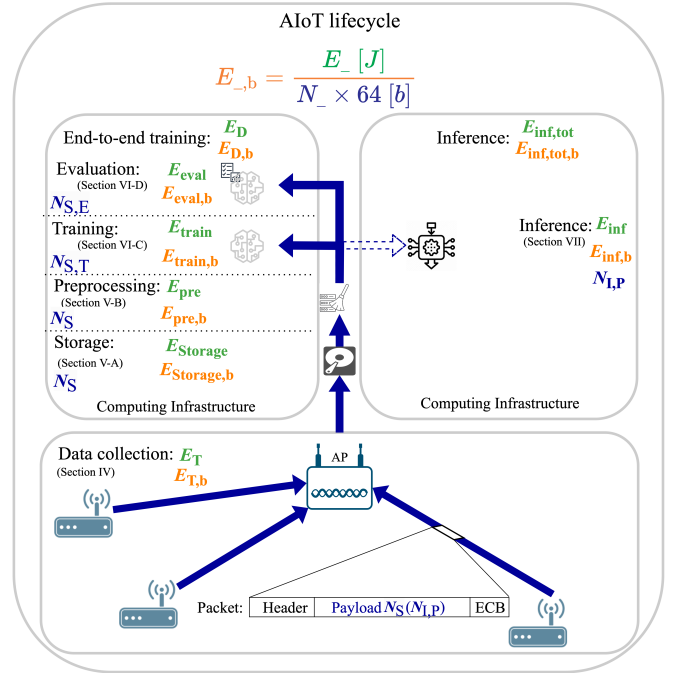 AIoT lifecycle
E_,b = E_ [J] / N_ × 64 [b]
End-to-end training: E_D
E_D,b
Evaluation: E_eval
(Section VI-D)
E_eval,b
N_S,E
Training: E_train
(Section VI-C)
E_train,b
N_S,T
Preprocessing: E_pre
(Section V-B)
E_pre,b
N_S
Storage: E_Storage
(Section V-A)
E_Storage,b
N_S
Computing Infrastructure
Inference: E_inf,tot
E_inf,tot,b
Inference: E_inf
(Section VII)
E_inf,b
N_I,P
Computing Infrastructure
Data collection: E_T
(Section IV)
E_T,b
AP
Packet: Header Payload N_S(N_I,P) ECB